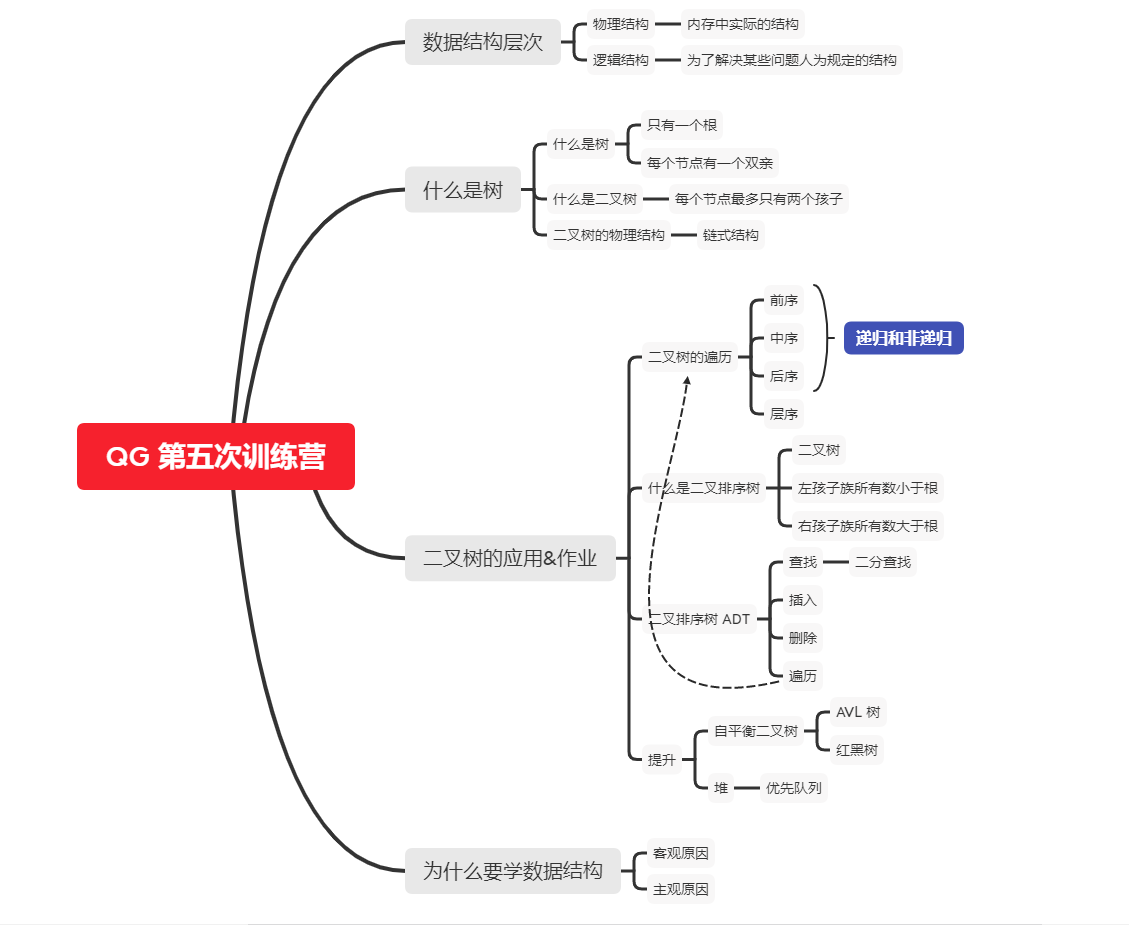 数据结构层次
物理结构
内存中实际的结构
逻辑结构
为了解决某些问题人为规定的结构
什么是树
什么是树
只有一个根
每个节点有一个双亲
什么是二叉树
每个节点最多只有两个孩子
二叉树的物理结构
链式结构
QG 第五次训练营
二叉树的应用&作业
二叉树的遍历
前序
中序
后序
层序
递归和非递归
什么是二叉排序树
二叉树
左孩子族所有数小于根
右孩子族所有数大于根
二叉排序树 ADT
查找
二分查找
插入
删除
遍历
提升
自平衡二叉树
AVL 树
红黑树
堆
优先队列
为什么要学数据结构
客观原因
主观原因